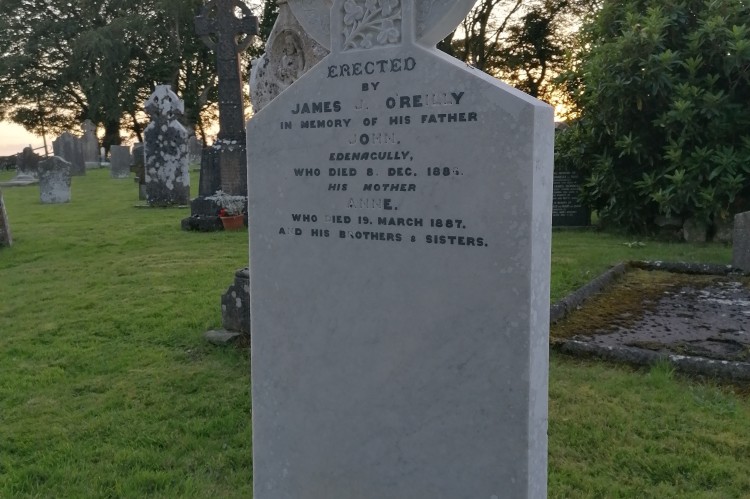 ERECTED
BY
JAMES J. O'REILLY
IN MEMORY OF HIS FATHER
JOHN,
EDENACULLY,
WHO DIED 8. DEC.
HIS MOTHER
ANNE,
WHO DIED 19. MARCH 1887.
AND HIS BROTHERS & SISTERS.